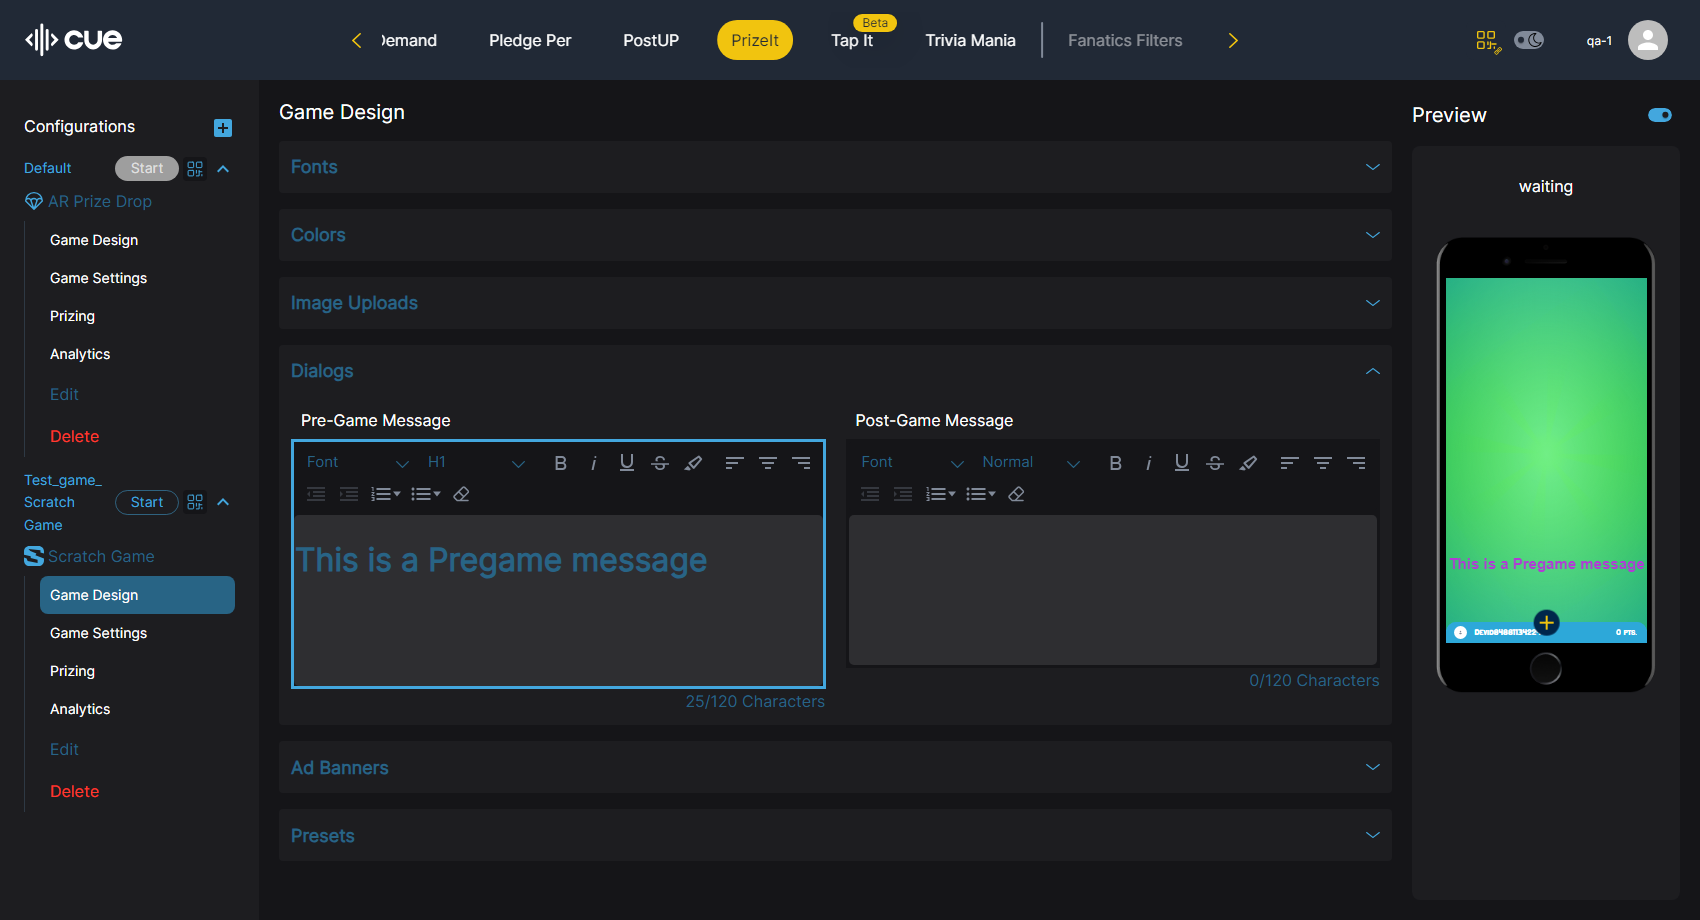 cue
Demand
Pledge Per
PostUP
PrizeIt
Beta
Tap It
Trivia Mania
Fanatics Filters
qa-1
Configurations
Default
Start
AR Prize Drop
Game Design
Game Settings
Prizing
Analytics
Edit
Delete
Test_game_
Scratch
Game
Start
Scratch Game
Game Design
Game Settings
Prizing
Analytics
Edit
Delete
Game Design
Fonts
Colors
Image Uploads
Dialogs
Pre-Game Message
Font
H1
B i U S
This is a Pregame message
25/120 Characters
Post-Game Message
Font
Normal
B i U S
0/120 Characters
Ad Banners
Presets
Preview
waiting
This is a Pregame message
0 PTS.